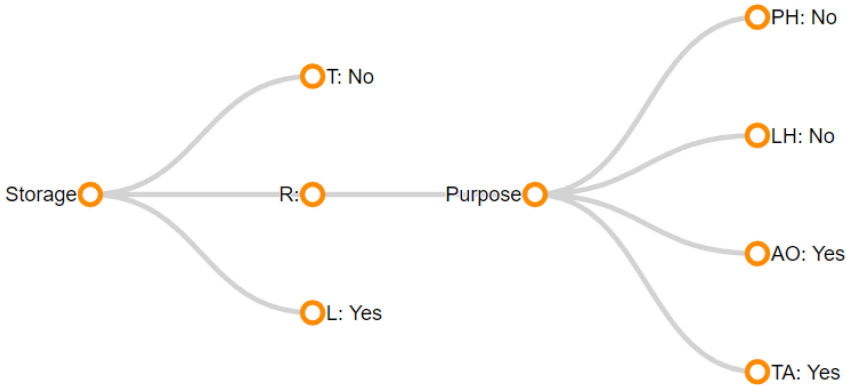 Storage
T: No
R:
L: Yes
Purpose
PH: No
LH: No
AO: Yes
TA: Yes